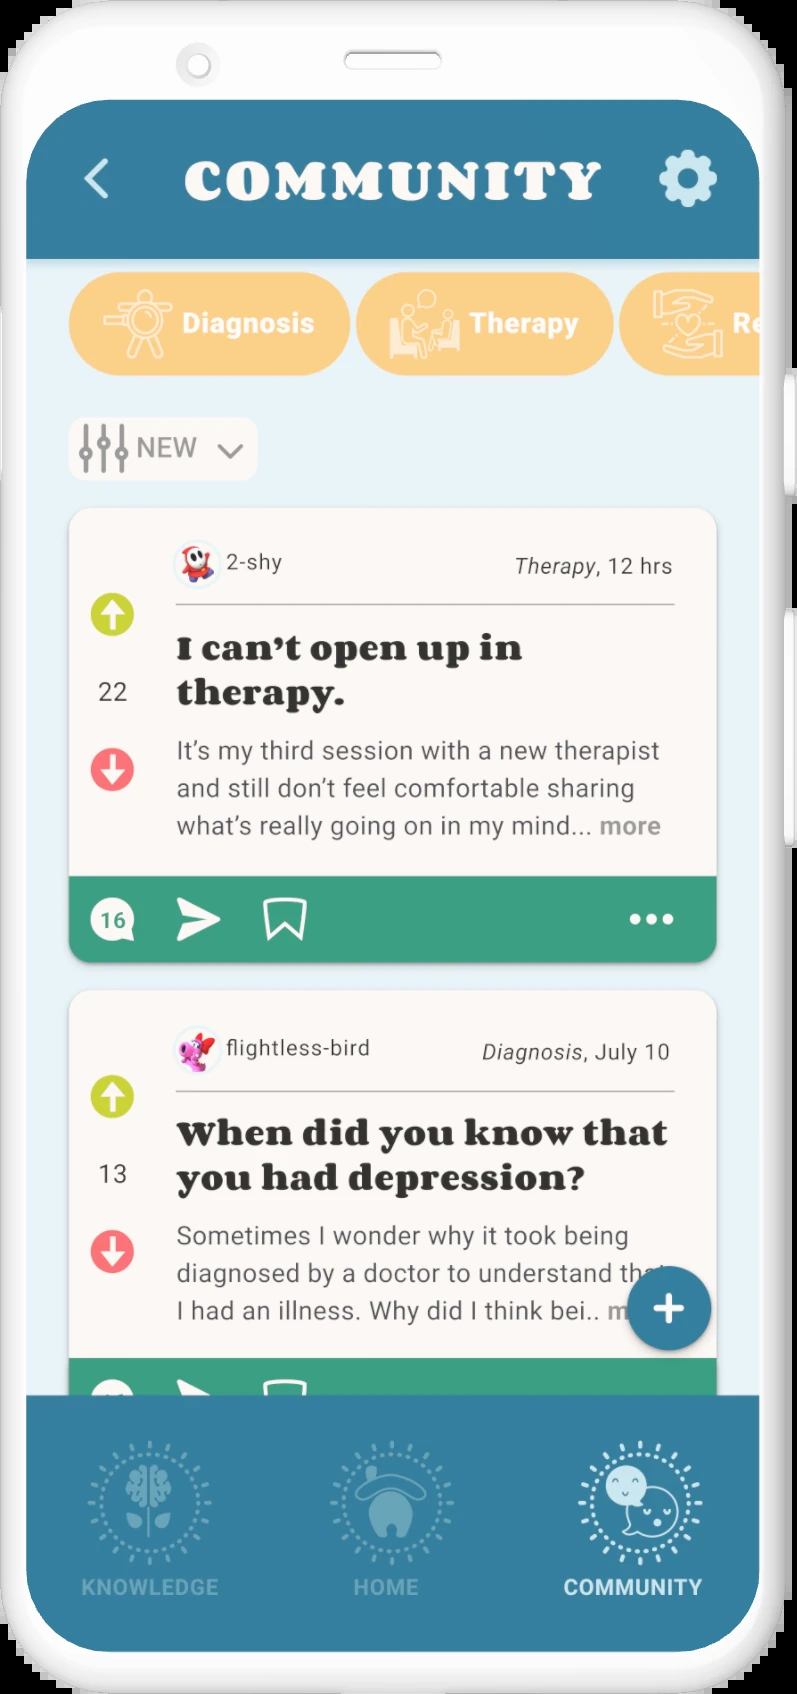 COMMUNITY
Diagnosis
Therapy
Re
NEW
2-shy
Therapy, 12 hrs
I can’t open up in
therapy.
22
It’s my third session with a new therapist
and still don’t feel comfortable sharing
what’s really going on in my mind... more
16
flightless-bird
Diagnosis, July 10
When did you know that
you had depression?
13
Sometimes I wonder why it took being
diagnosed by a doctor to understand
I had an illness. Why did I think bei..
KNOWLEDGE
HOME
COMMUNITY